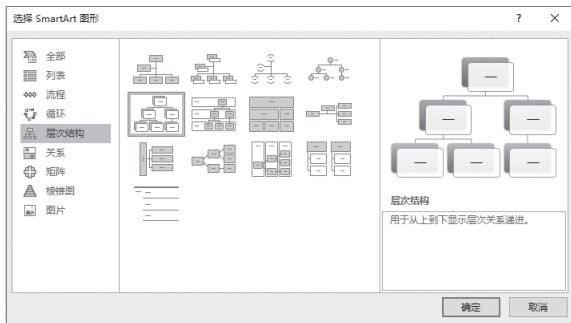 选择 SmartArt 图形
? ×
全部
列表
流程
循环
层次结构
关系
矩阵
棱锥图
图片
层次结构
用于从上到下显示层次关系递进。
确定
取消